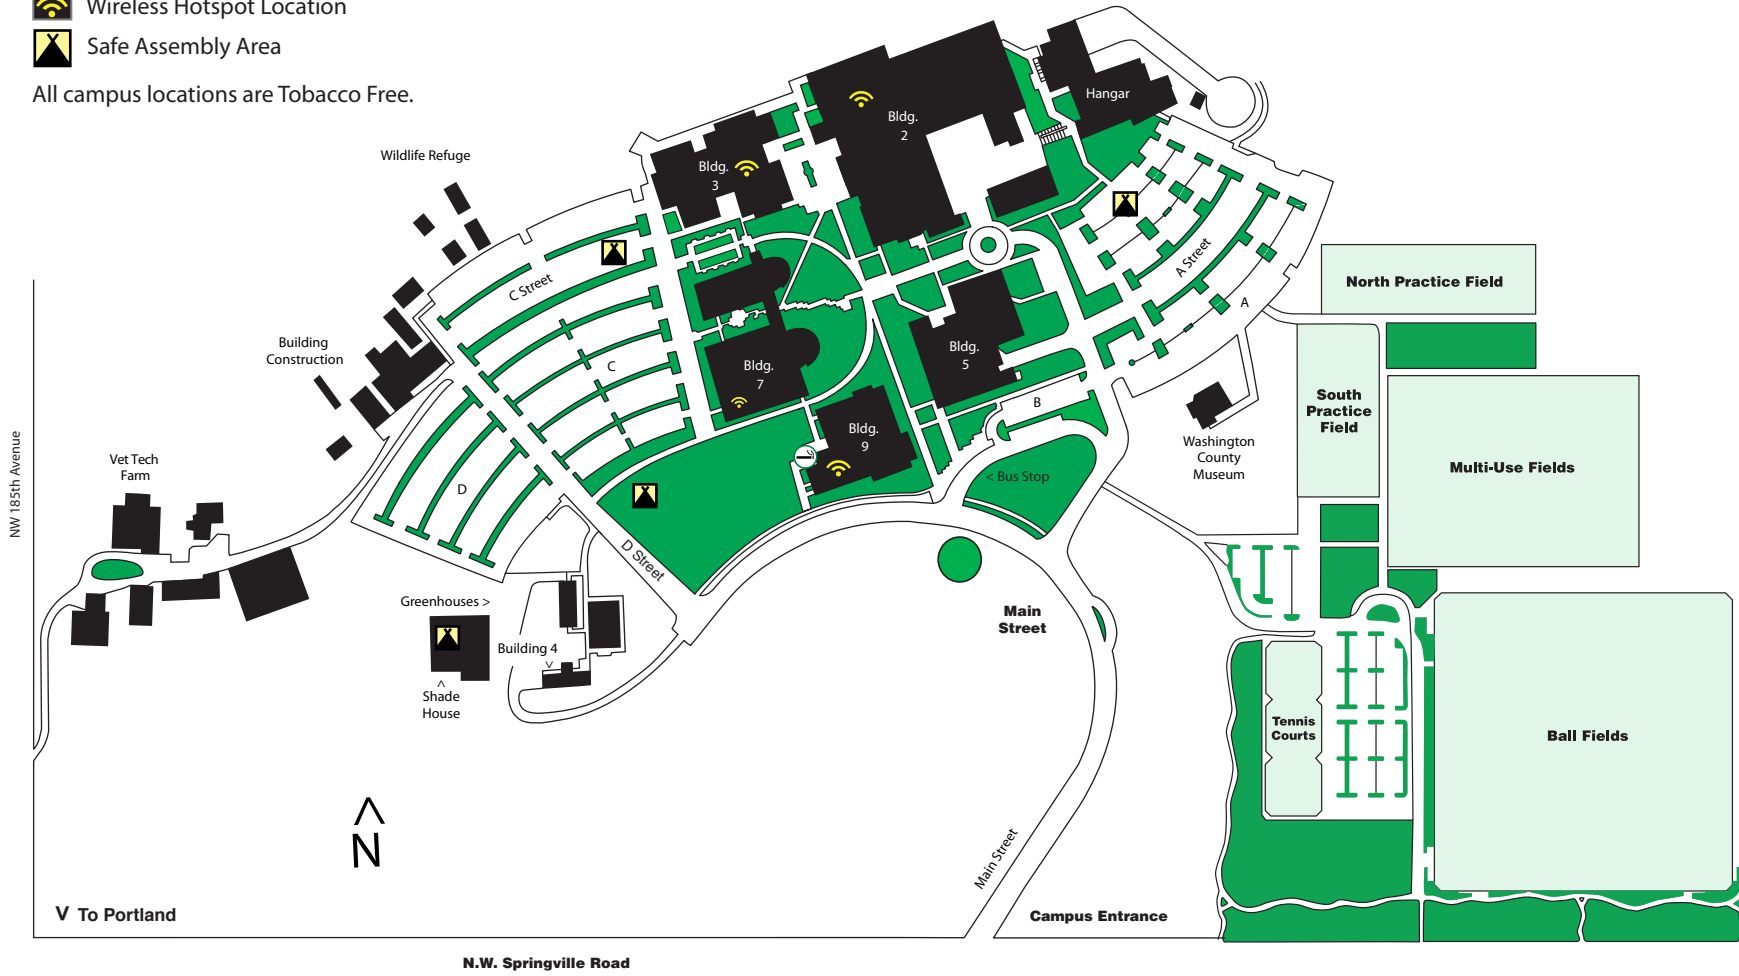 Wireless Hotspot Location
Safe Assembly Area
All campus locations are Tobacco Free.
Wildlife Refuge
Bldg.
3
Bldg.
2
Hangar
C Street
A Street
A
North Practice Field
Building
Construction
C
Bldg.
7
Bldg.
5
B
South
Practice
Field
Bldg.
9
Washington
County
Museum
Multi-Use Fields
NW 185th Avenue
Vet Tech
Farm
D
< Bus Stop
D Street
Greenhouses >
Main
Street
Building 4
V
^
Shade
House
Tennis
Courts
Ball Fields
N
Main Street
V To Portland
Campus Entrance
N.W. Springville Road